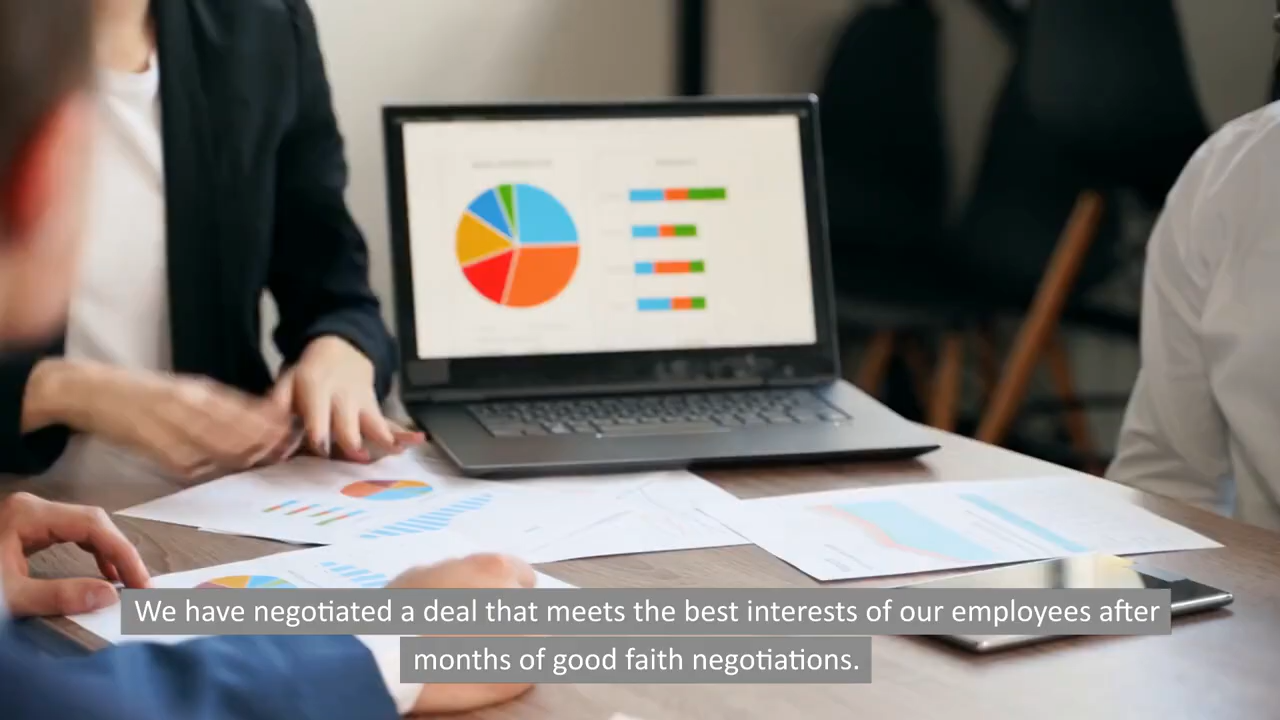 We have negotiated a deal that meets the best interests of our employees after
months of good faith negotiations.